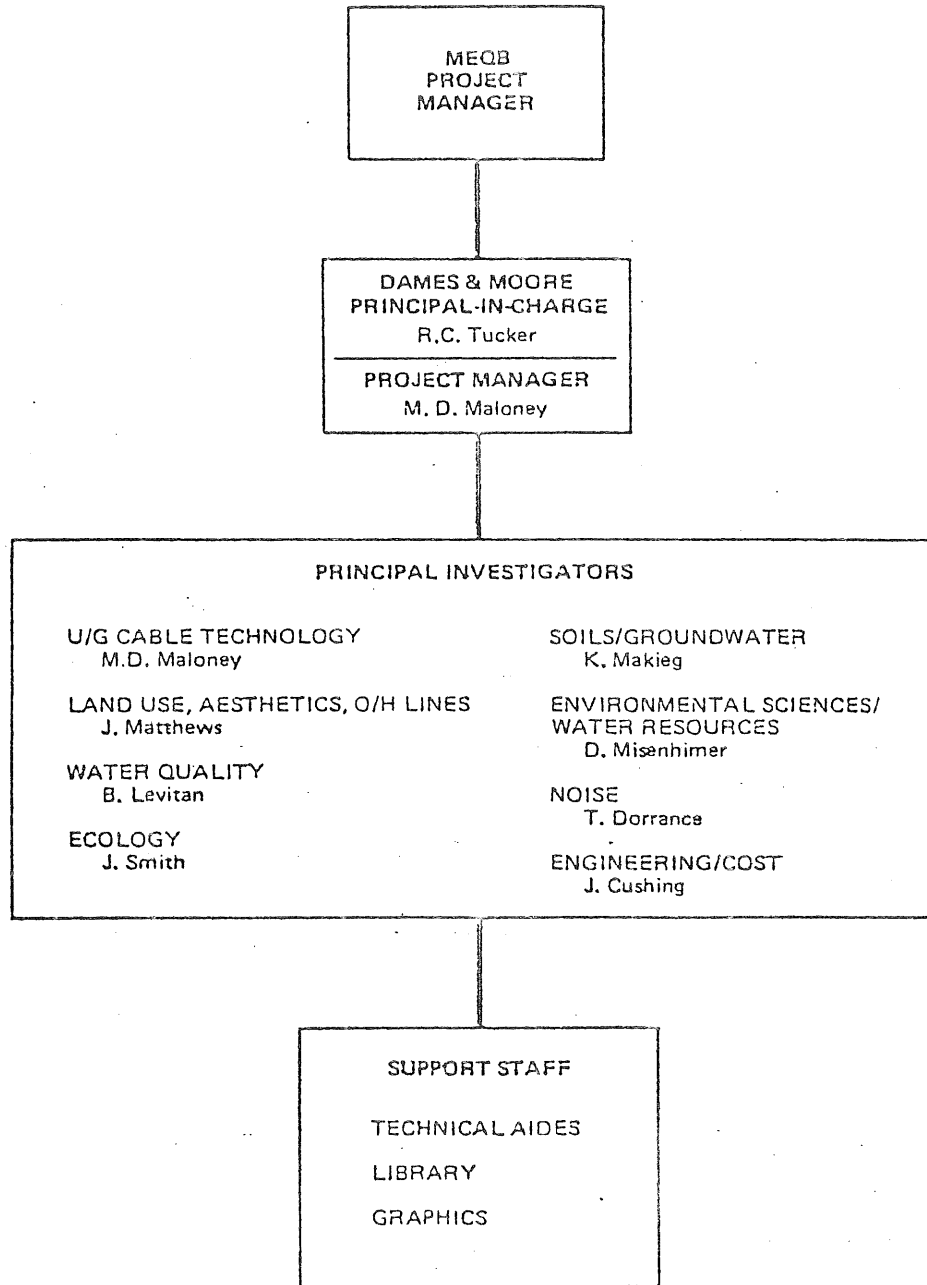 MEQB
PROJECT
MANAGER
DAMES & MOORE
PRINCIPAL-IN-CHARGE
R.C. Tucker
PROJECT MANAGER
M. D. Maloney
PRINCIPAL INVESTIGATORS
U/G CABLE TECHNOLOGY
M.D. Maloney
LAND USE, AESTHETICS, O/H LINES
J. Matthews
WATER QUALITY
B. Levitan
ECOLOGY
J. Smith
SOILS/GROUNDWATER
K. Makieg
ENVIRONMENTAL SCIENCES/
WATER RESOURCES
D. Misenhimer
NOISE
T. Dorrance
ENGINEERING/COST
J. Cushing
SUPPORT STAFF
TECHNICAL AIDES
LIBRARY
GRAPHICS